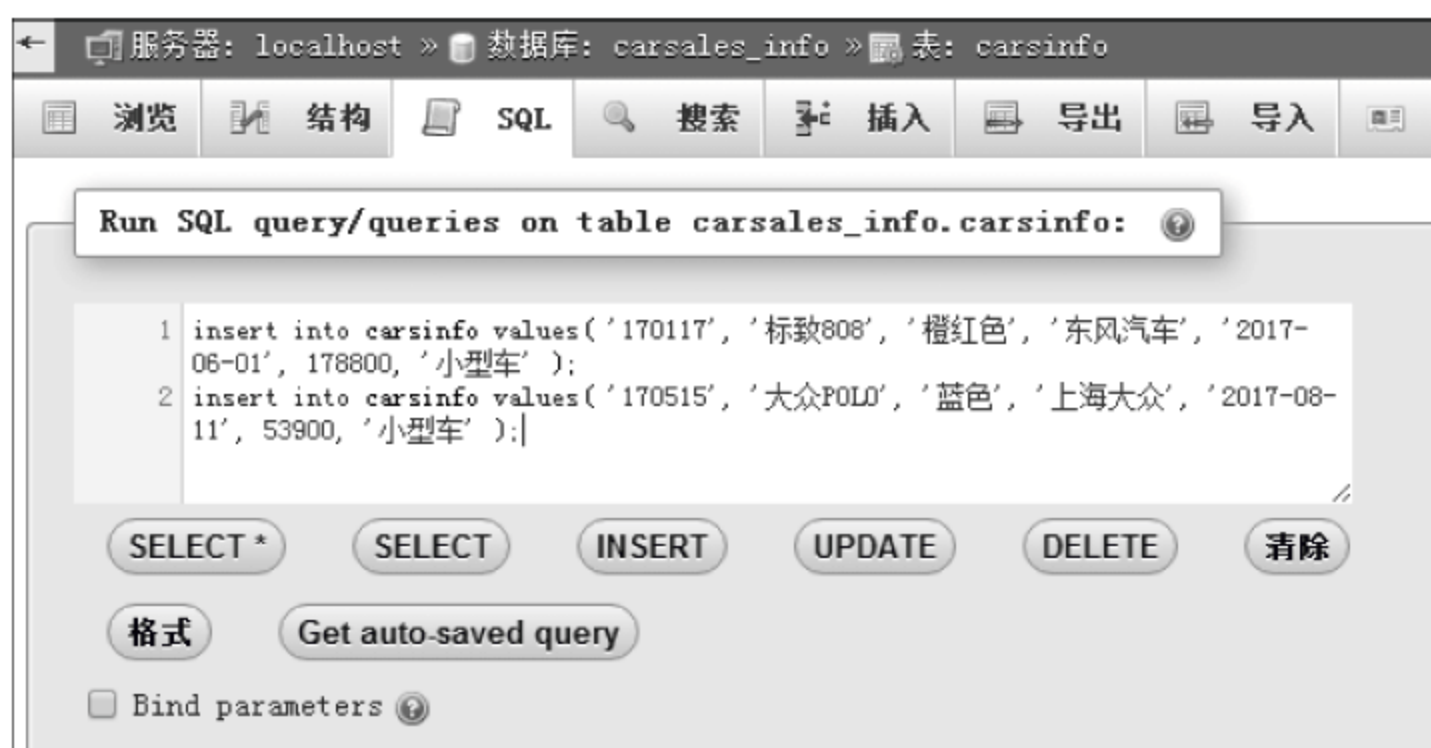 服务器: localhost » 数据库: carsales_info » 表: carsinfo
浏览 结构 SQL 搜索 插入 导出 导入
Run SQL query/queries on table carsales_info.carsinfo:
1 insert into carsinfo values('170117', '标致808', '橙红色', '东风汽车', '2017-
06-01', 178800, '小型车' );
2 insert into carsinfo values('170515', '大众POLO', '蓝色', '上海大众', '2017-08-
11', 53900, '小型车' );
SELECT * SELECT INSERT UPDATE DELETE 清除
格式 Get auto-saved query
Bind parameters